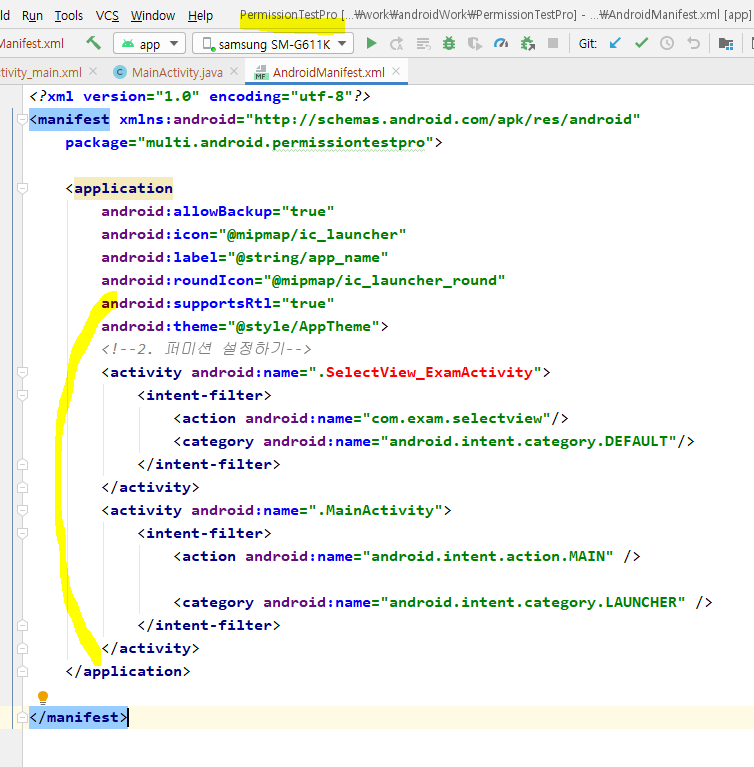 ld Run Tools VCS Window Help PermissionTestPro [...₩work₩androidWork₩PermissionTestPro] - ...₩AndroidManifest.xml [app]
Manifest.xml app samsung SM-G611K Git:
tivity_main.xml MainActivity.java AndroidManifest.xml
<?xml version="1.0" encoding="utf-8"?>
<manifest xmlns:android="http://schemas.android.com/apk/res/android"
package="multi.android.permissiontestpro">
<application
android:allowBackup="true"
android:icon="@mipmap/ic_launcher"
android:label="@string/app_name"
android:roundIcon="@mipmap/ic_launcher_round"
android:supportsRtl="true"
android:theme="@style/AppTheme">
<!--2. 퍼미션 설정하기-->
<activity android:name=".SelectView_ExamActivity">
<intent-filter>
<action android:name="com.exam.selectview"/>
<category android:name="android.intent.category.DEFAULT"/>
</intent-filter>
</activity>
<activity android:name=".MainActivity">
<intent-filter>
<action android:name="android.intent.action.MAIN" />
<category android:name="android.intent.category.LAUNCHER" />
</intent-filter>
</activity>
</application>
</manifest>